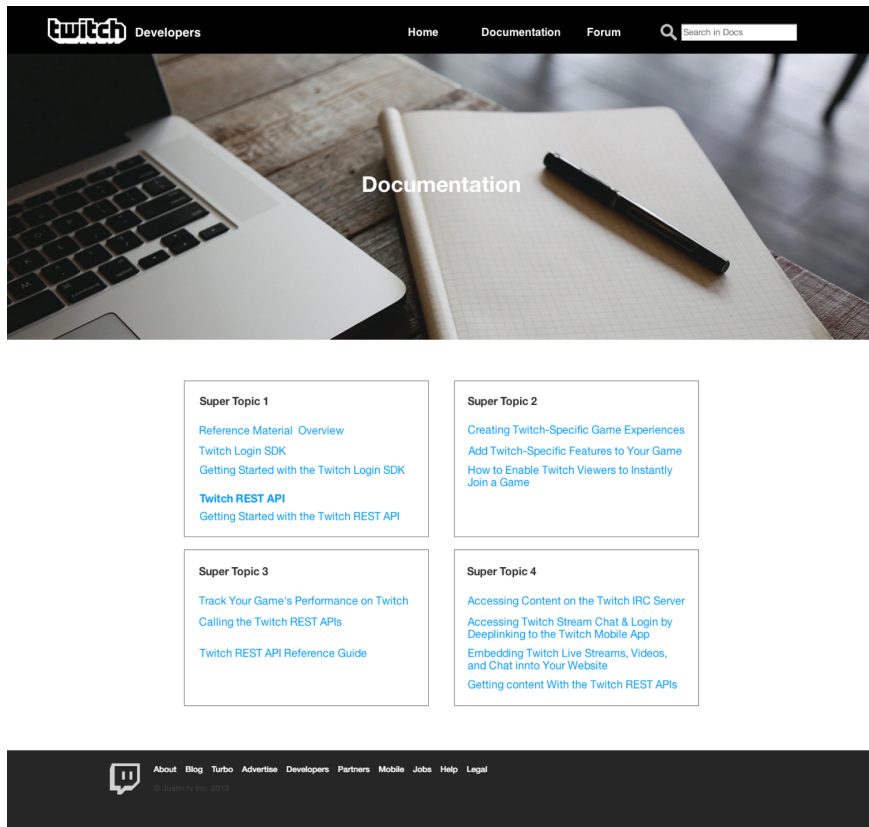 twitch Developers
Home Documentation Forum Search in Docs
Documentation
Super Topic 1
Reference Material Overview
Twitch Login SDK
Getting Started with the Twitch Login SDK
Twitch REST API
Getting Started with the Twitch REST API
Super Topic 2
Creating Twitch-Specific Game Experiences
Add Twitch-Specific Features to Your Game
How to Enable Twitch Viewers to Instantly
Join a Game
Super Topic 3
Track Your Game's Performance on Twitch
Calling the Twitch REST APIs
Twitch REST API Reference Guide
Super Topic 4
Accessing Content on the Twitch IRC Server
Accessing Twitch Stream Chat & Login by
Deeplinking to the Twitch Mobile App
Embedding Twitch Live Streams, Videos,
and Chat innto Your Website
Getting content With the Twitch REST APIs
About Blog Turbo Advertise Developers Partners Mobile Jobs Help Legal
© Justin.tv Inc. 2013